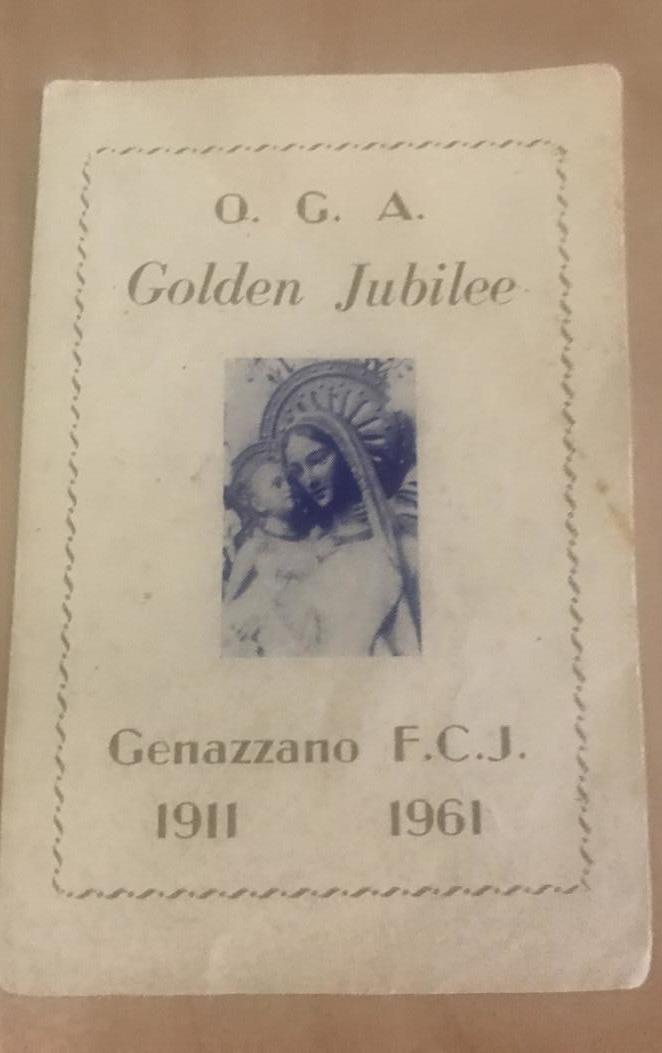 O. G. A.
Golden Jubilee
Genazzano F.C.J.
1911 1961